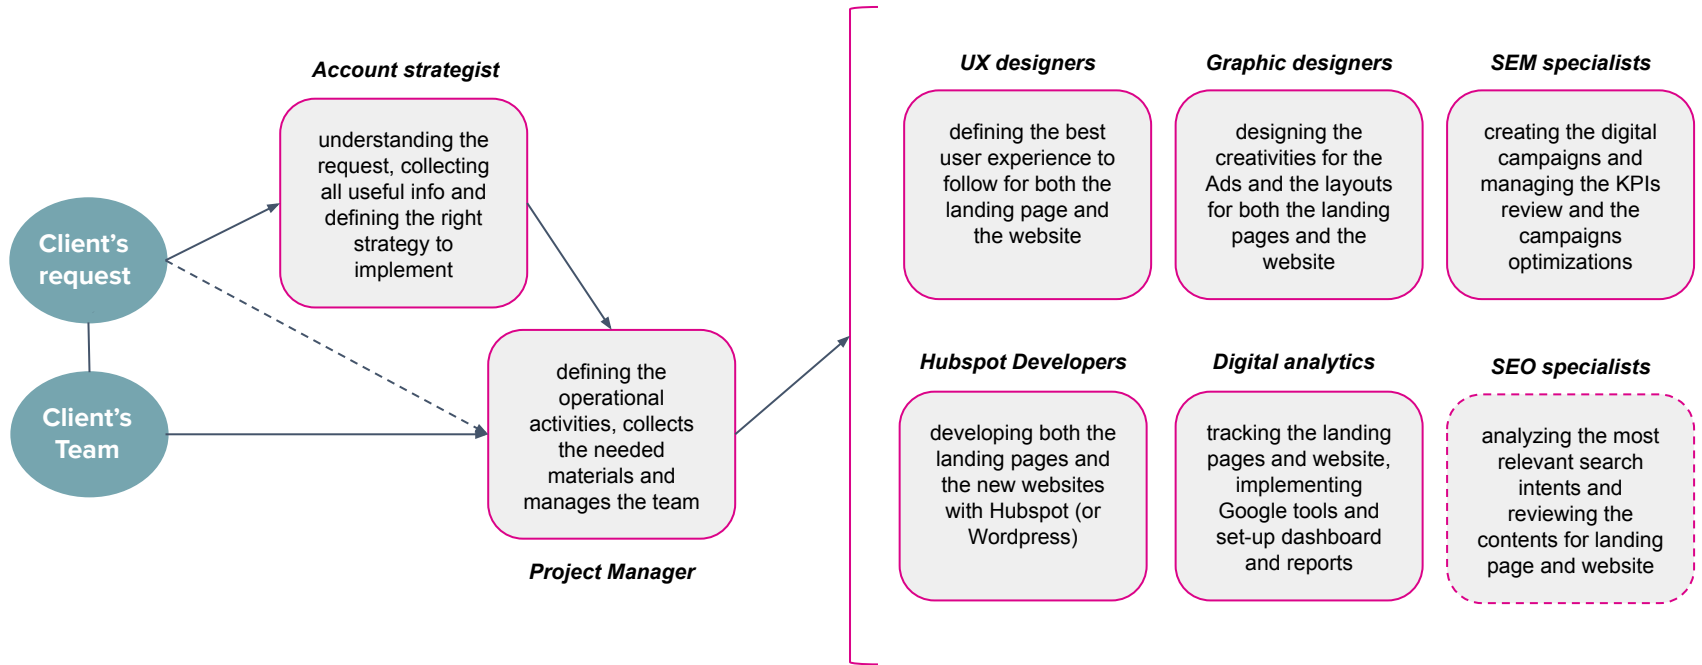 Client's
request
Client's
Team
Account strategist
understanding the
request, collecting
all useful info and
defining the right
strategy to
implement
defining the
operational
activities, collects
the needed
materials and
manages the team
Project Manager
UX designers
defining the best
user experience to
follow for both the
landing page and
the website
Graphic designers
designing the
creativities for the
Ads and the layouts
for both the landing
pages and the
website
SEM specialists
creating the digital
campaigns and
managing the KPIs
review and the
campaigns
optimizations
Hubspot Developers
developing both the
landing pages and
the new websites
with Hubspot (or
Wordpress)
Digital analytics
tracking the landing
pages and website,
implementing
Google tools and
set-up dashboard
and reports
SEO specialists
analyzing the most
relevant search
intents and
reviewing the
contents for landing
page and website